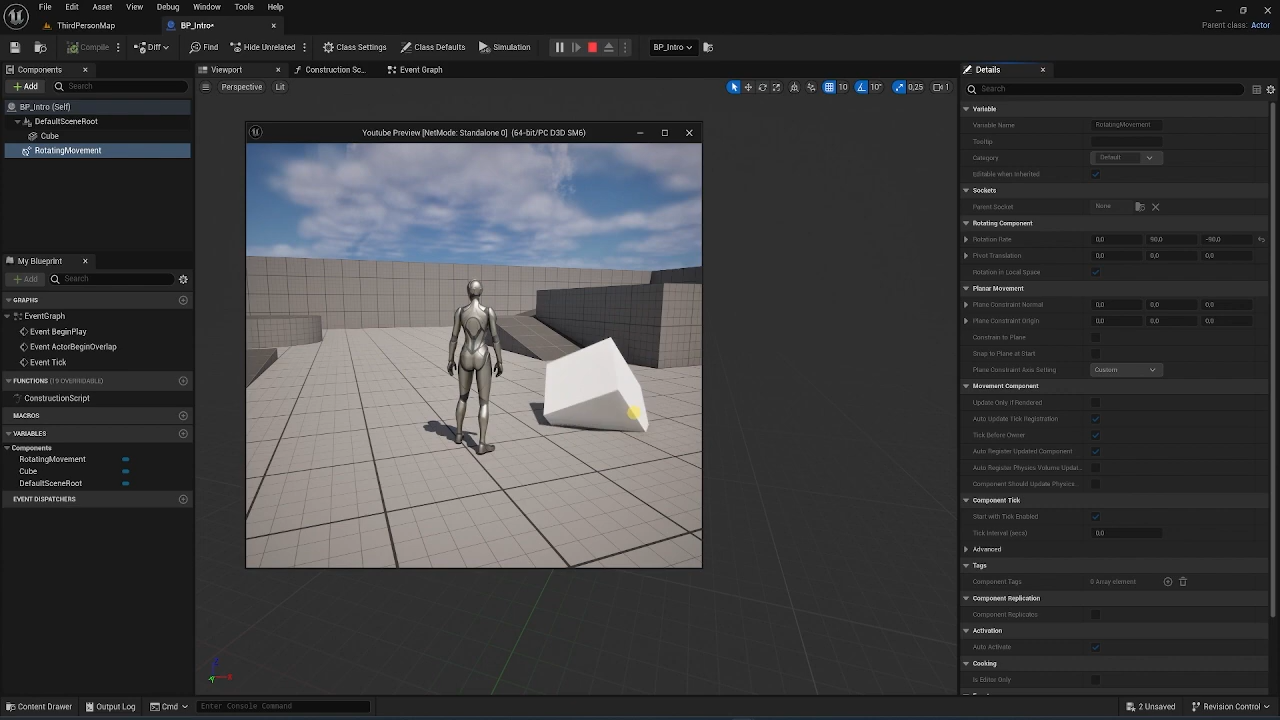 File Edit Asset View Debug Window Tools Help
ThirdPersonMap BP_Intro* Parent class: Actor
Compile Diff Find Hide Unrelated Class Settings Class Defaults Simulation BP_Intro
Components
Add Search
BP_Intro (Self)
DefaultSceneRoot
Cube
RotatingMovement
My Blueprint
Add Search
GRAPHS
EventGraph
Event BeginPlay
Event ActorBeginOverlap
Event Tick
FUNCTIONS (19 OVERRIDABLE)
ConstructionScript
MACROS
VARIABLES
Components
RotatingMovement
Cube
DefaultSceneRoot
EVENT DISPATCHERS
Viewport Construction Sc... Event Graph
Perspective Lit 10 10° 0,25 1
Youtube Preview [NetMode: Standalone 0] (64-bit/PC D3D SM6)
Details
Search
Variable
Variable Name RotatingMovement
Tooltip
Category Default
Editable when Inherited
Sockets
Parent Socket None
Rotating Component
Rotation Rate 0,0 90,0 -90,0
Pivot Translation 0,0 0,0 0,0
Rotation in Local Space
Planar Movement
Plane Constraint Normal 0,0 0,0 0,0
Plane Constraint Origin 0,0 0,0 0,0
Constrain to Plane
Snap to Plane at Start
Plane Constraint Axis Setting Custom
Movement Component
Update Only if Rendered
Auto Update Tick Registration
Tick Before Owner
Auto Register Updated Component
Auto Register Physics Volume Updat...
Component Should Update Physics...
Component Tick
Start with Tick Enabled
Tick Interval (secs) 0,0
Advanced
Tags
Component Tags 0 Array element
Component Replication
Component Replicates
Activation
Auto Activate
Cooking
Is Editor Only
Content Drawer Output Log Cmd Enter Console Command 2 Unsaved Revision Control